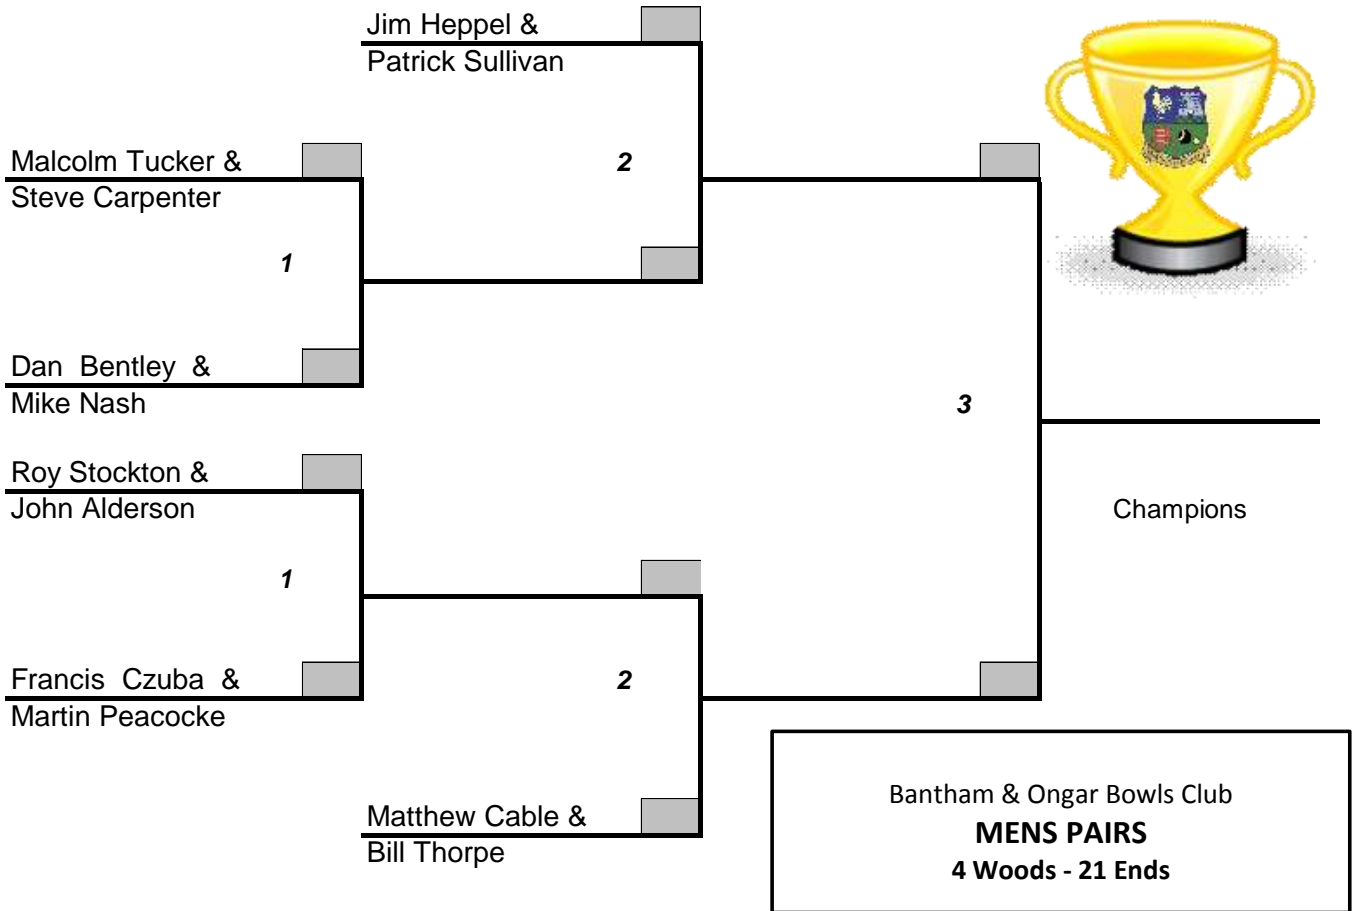 Jim Heppel &
Patrick Sullivan
Malcolm Tucker &
2
Steve Carpenter
1
Dan Bentley &
Mike Nash
3
Roy Stockton &
John Alderson
Champions
1
Francis Czuba &
2
Martin Peacocke
Matthew Cable &
Bill Thorpe
Bantham & Ongar Bowls Club
MENS PAIRS
4 Woods - 21 Ends